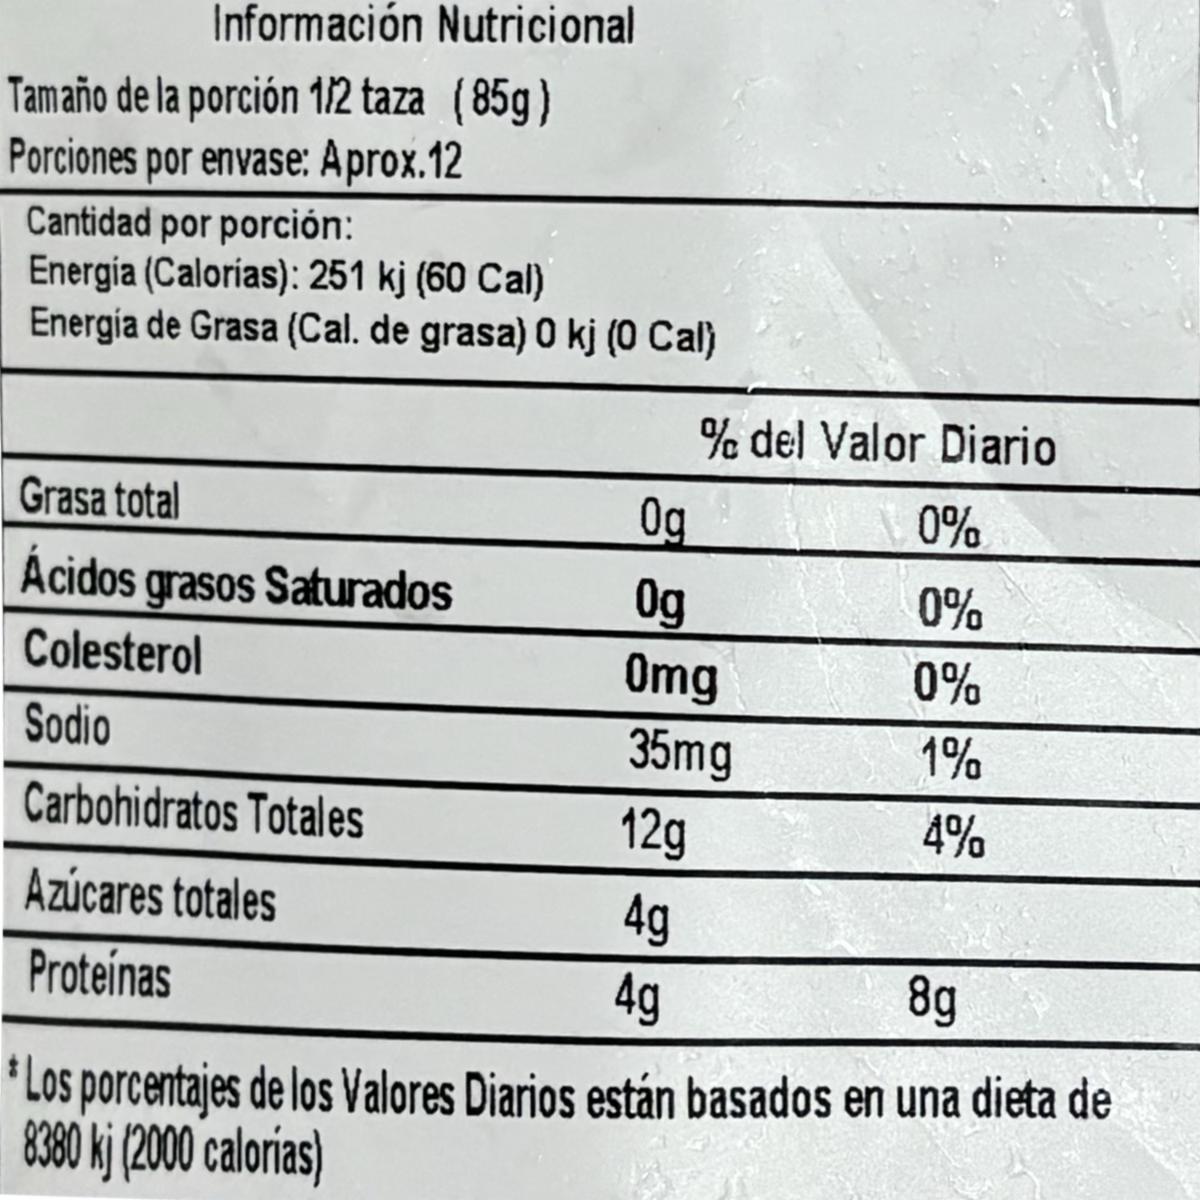 Información Nutricional
Tamaño de la porción 1/2 taza (85g)
Porciones por envase: Aprox.12
Cantidad por porción:
Energía (Calorías): 251 kj (60 Cal)
Energía de Grasa (Cal. de grasa) 0 kj (0 Cal)
% del Valor Diario
Grasa total 0g 0%
Ácidos grasos Saturados 0g 0%
Colesterol 0mg 0%
Sodio 35mg 1%
Carbohidratos Totales 12g 4%
Azúcares totales 4g
Proteínas 4g 8g
* Los porcentajes de los Valores Diarios están basados en una dieta de
8380 kj (2000 calorías)